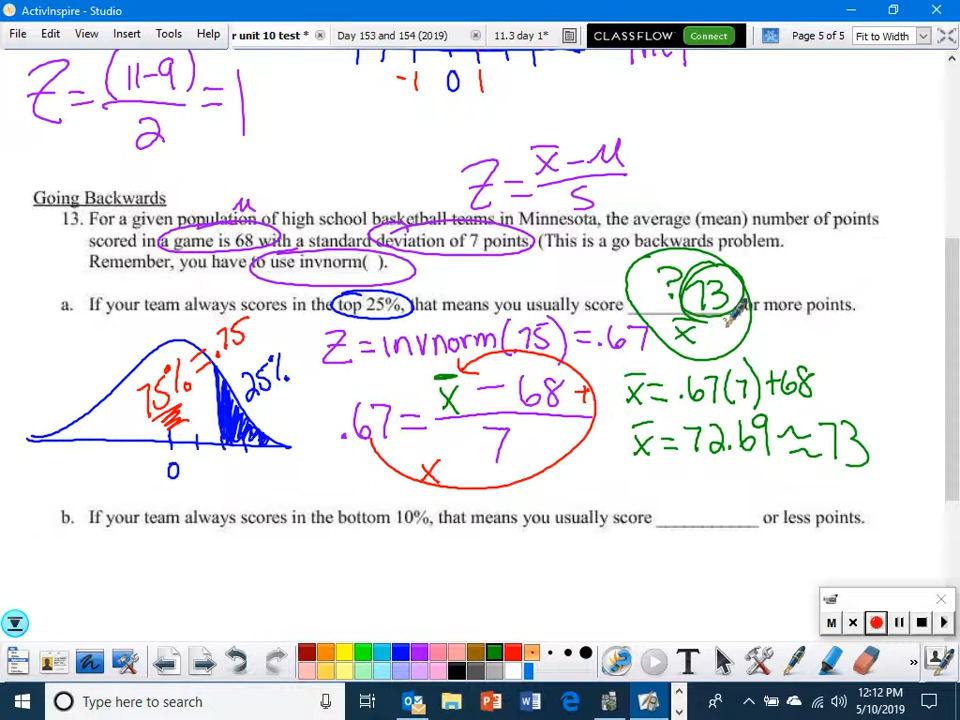 ActivInspire - Studio
File Edit View Insert Tools Help r unit 10 test * Day 153 and 154 (2019) 11.3 day 1* CLASSFLOW Connect Page 5 of 5 Fit to Width
Z = (11-9) / 2 = 1
-1 0 1
Z = x̄ - μ / s
Going Backwards
μ
13. For a given population of high school basketball teams in Minnesota, the average (mean) number of points
scored in a game is 68 with a standard deviation of 7 points. (This is a go backwards problem.
Remember, you have to use invnorm( ).
a. If your team always scores in the top 25%, that means you usually score ____________ or more points.
? 73
x̄
75% = .75
25%
0
Z = invnorm(.75) = .67
.67 = x̄ - 68 + / 7
x
x̄ = .67(7)+68
x̄ = 72.69 ≈ 73
b. If your team always scores in the bottom 10%, that means you usually score ____________ or less points.
M
T
Type here to search
12:12 PM
5/10/2019